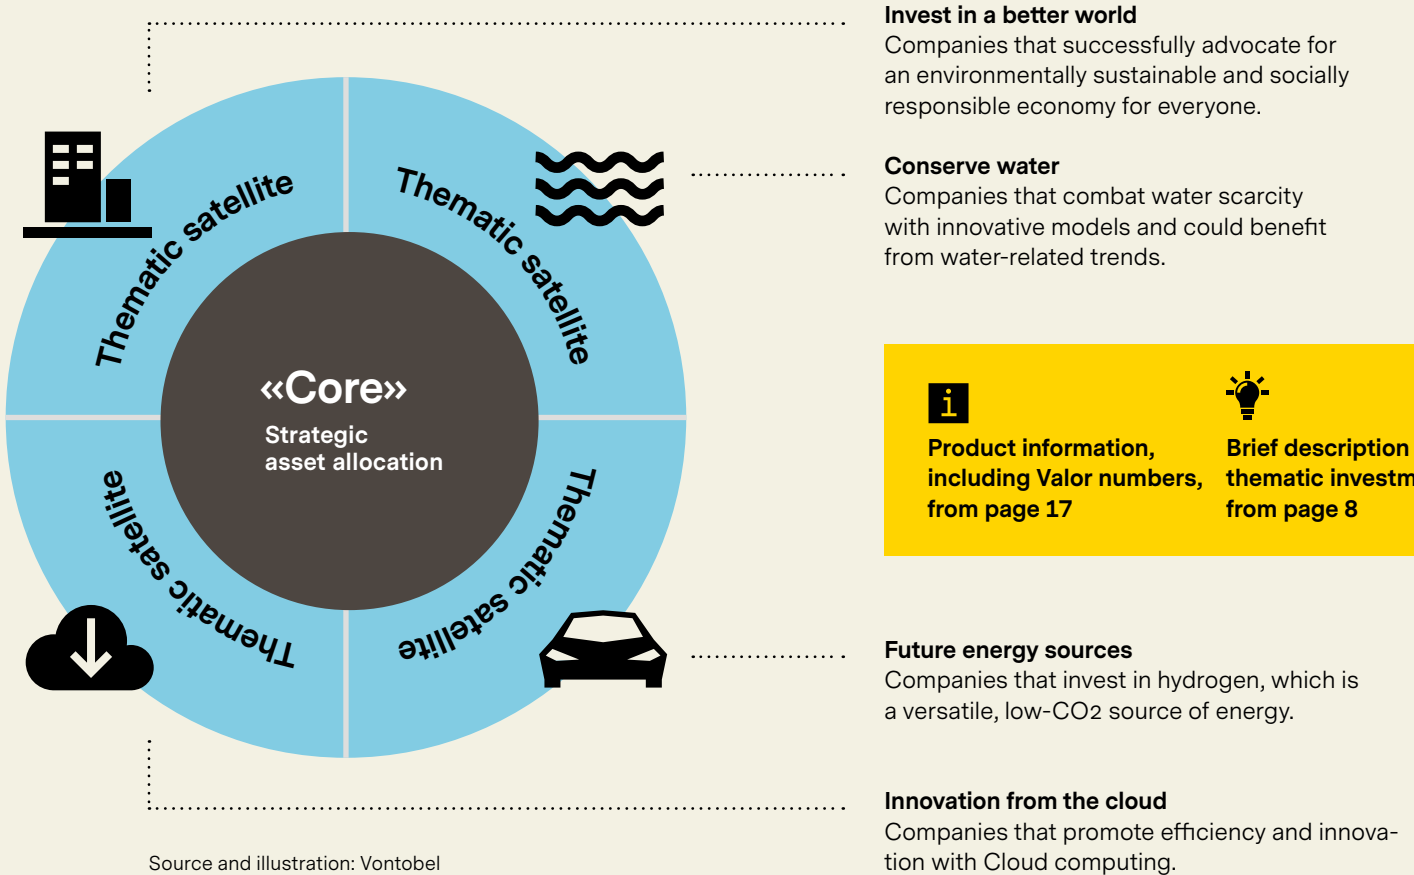 Invest in a better world
Companies that successfully advocate for
an environmentally sustainable and socially
responsible economy for everyone.
Thematic satellite
Thematic satellite
Conserve water
Companies that combat water scarcity
with innovative models and could benefit
from water-related trends.
«Core»
Strategic
asset allocation
i
Product information,
including Valor numbers,
from page 17
Brief description
thematic investm
from page 8
Thematic satellite
Thematic satellite
Future energy sources
Companies that invest in hydrogen, which is
a versatile, low-CO2 source of energy.
Innovation from the cloud
Companies that promote efficiency and innova-
tion with Cloud computing.
Source and illustration: Vontobel